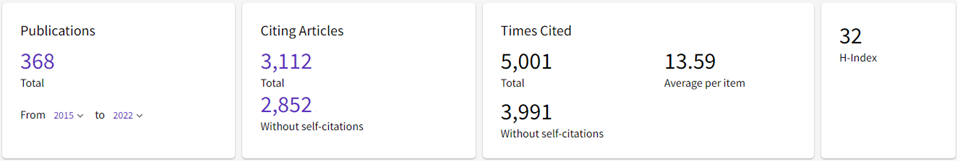 Publications
368
Total
From 2015 to 2022
Citing Articles
3,112
Total
2,852
Without self-citations
Times Cited
5,001
Total
13.59
Average per item
3,991
Without self-citations
32
H-Index